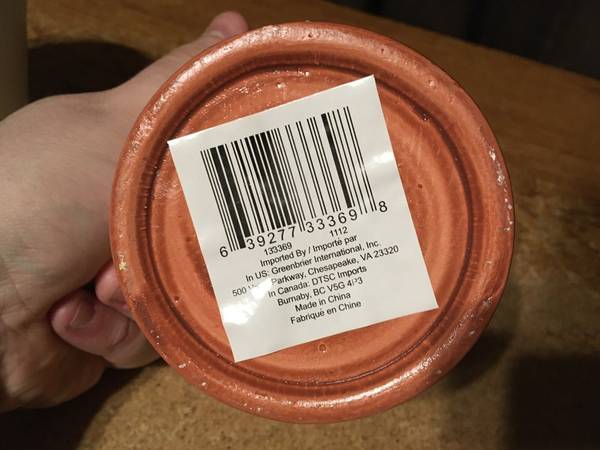 6 39277 33369 8
133369 1112
Imported By / Importé par
In US: Greenbrier International, Inc.
500 Parkway, Chesapeake, VA 23320
In Canada: DTSC Imports
Burnaby, BC V5G 4P3
Made in China
Fabriqué en Chine